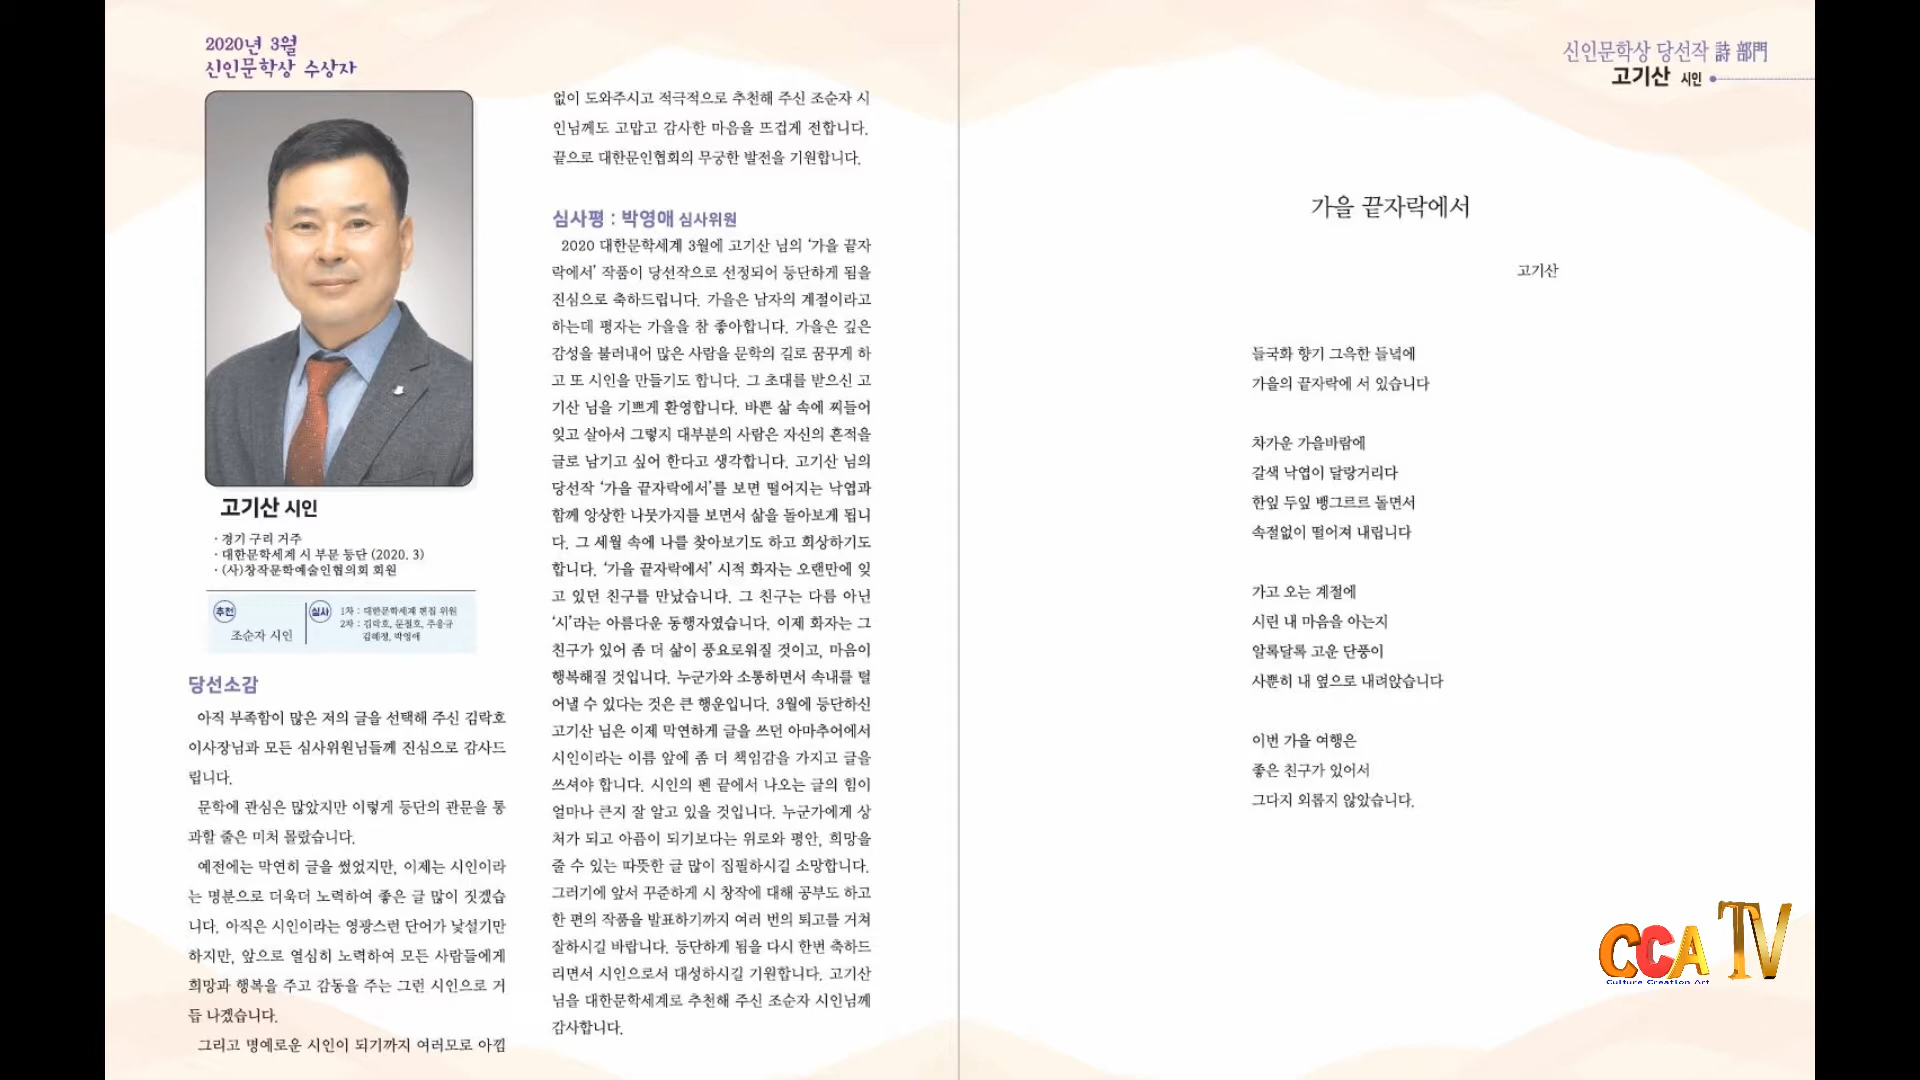 2020년 3월
신인문학상 수상자
고기산 시인
· 경기 구리 거주
· 대한문학세계 시 부문 등단 (2020. 3)
· (사)창작문학예술인협의회 회원
추천
조순자 시인
심사
1차 : 대한문학세계 편집 위원
2차 : 김락호, 문철호, 주응규
김혜정, 박영애
당선소감
아직 부족함이 많은 저의 글을 선택해 주신 김락호
이사장님과 모든 심사위원님들께 진심으로 감사드
립니다.
문학에 관심은 많았지만 이렇게 등단의 관문을 통
과할 줄은 미처 몰랐습니다.
예전에는 막연히 글을 썼었지만, 이제는 시인이라
는 명분으로 더욱더 노력하여 좋은 글 많이 짓겠습
니다. 아직은 시인이라는 영광스런 단어가 낯설기만
하지만, 앞으로 열심히 노력하여 모든 사람들에게
희망과 행복을 주고 감동을 주는 그런 시인으로 거
듭 나겠습니다.
그리고 명예로운 시인이 되기까지 여러모로 아낌
없이 도와주시고 적극적으로 추천해 주신 조순자 시
인님께도 고맙고 감사한 마음을 뜨겁게 전합니다.
끝으로 대한문인협회의 무궁한 발전을 기원합니다.
심사평 : 박영애 심사위원
2020 대한문학세계 3월에 고기산 님의 ‘가을 끝자
락에서’ 작품이 당선작으로 선정되어 등단하게 됨을
진심으로 축하드립니다. 가을은 남자의 계절이라고
하는데 평자는 가을을 참 좋아합니다. 가을은 깊은
감성을 불러내어 많은 사람을 문학의 길로 꿈꾸게 하
고 또 시인을 만들기도 합니다. 그 초대를 받으신 고
기산 님을 기쁘게 환영합니다. 바쁜 삶 속에 찌들어
잊고 살아서 그렇지 대부분의 사람은 자신의 흔적을
글로 남기고 싶어 한다고 생각합니다. 고기산 님의
당선작 ‘가을 끝자락에서’를 보면 떨어지는 낙엽과
함께 앙상한 나뭇가지를 보면서 삶을 돌아보게 됩니
다. 그 세월 속에 나를 찾아보기도 하고 회상하기도
합니다. ‘가을 끝자락에서’ 시적 화자는 오랜만에 잊
고 있던 친구를 만났습니다. 그 친구는 다름 아닌
‘시’라는 아름다운 동행자였습니다. 이제 화자는 그
친구가 있어 좀 더 삶이 풍요로워질 것이고, 마음이
행복해질 것입니다. 누군가와 소통하면서 속내를 털
어낼 수 있다는 것은 큰 행운입니다. 3월에 등단하신
고기산 님은 이제 막연하게 글을 쓰던 아마추어에서
시인이라는 이름 앞에 좀 더 책임감을 가지고 글을
쓰셔야 합니다. 시인의 펜 끝에서 나오는 글의 힘이
얼마나 큰지 잘 알고 있을 것입니다. 누군가에게 상
처가 되고 아픔이 되기보다는 위로와 평안, 희망을
줄 수 있는 따뜻한 글 많이 집필하시길 소망합니다.
그러기에 앞서 꾸준하게 시 창작에 대해 공부도 하고
한 편의 작품을 발표하기까지 여러 번의 퇴고를 거쳐
잘하시길 바랍니다. 등단하게 됨을 다시 한번 축하드
리면서 시인으로서 대성하시길 기원합니다. 고기산
님을 대한문학세계로 추천해 주신 조순자 시인님께
감사합니다.
신인문학상 당선작 詩 部門
고기산 시인
가을 끝자락에서
고기산
들국화 향기 그윽한 들녘에
가을의 끝자락에 서 있습니다
차가운 가을바람에
갈색 낙엽이 달랑거리다
한잎 두잎 뱅그르르 돌면서
속절없이 떨어져 내립니다
가고 오는 계절에
시린 내 마음을 아는지
알록달록 고운 단풍이
사뿐히 내 옆으로 내려앉습니다
이번 가을 여행은
좋은 친구가 있어서
그다지 외롭지 않았습니다.
CCA TV
Culture Creation Art